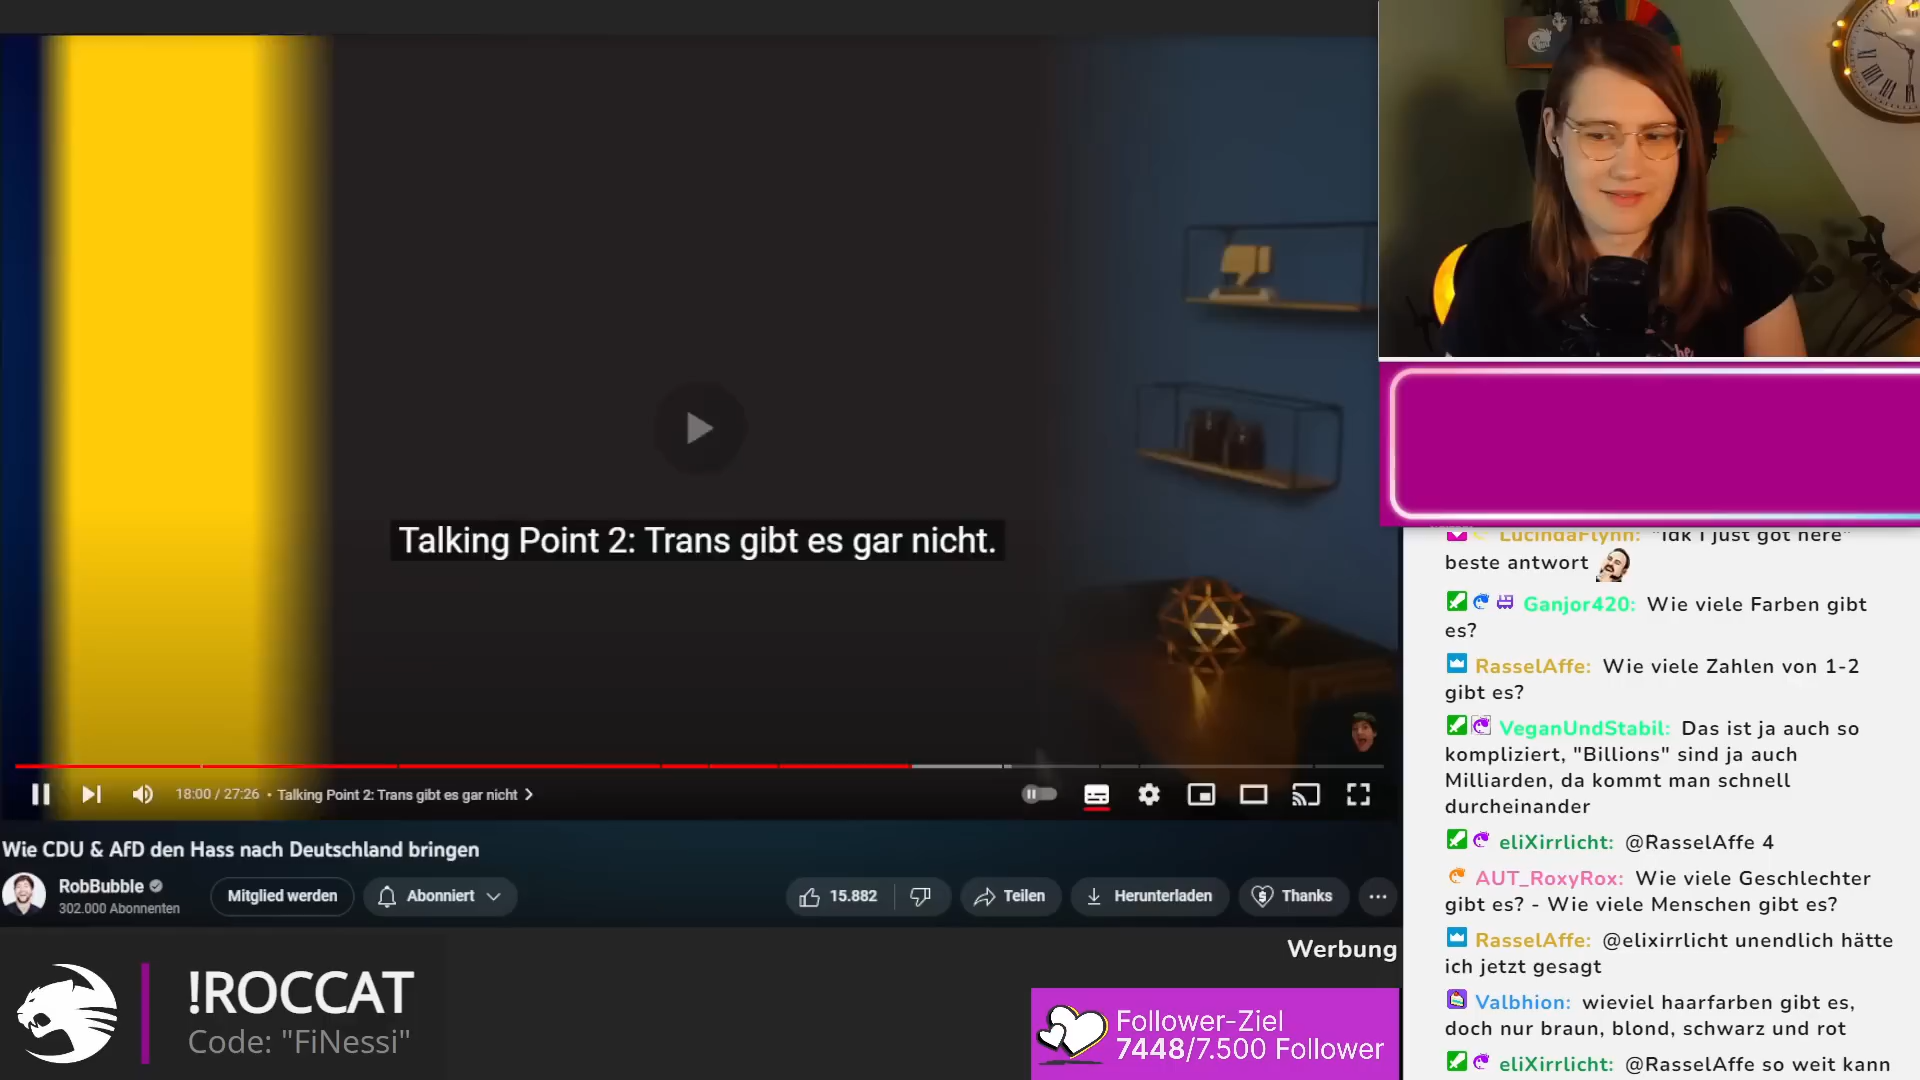 Talking Point 2: Trans gibt es gar nicht.
18:00 / 27:26 • Talking Point 2: Trans gibt es gar nicht
Wie CDU & AfD den Hass nach Deutschland bringen
RobBubble
302.000 Abonnenten
Mitglied werden
Abonniert
15.882
Teilen
Herunterladen
Thanks
Werbung
!ROCCAT
Code: "FiNessi"
Follower-Ziel
7448/7.500 Follower
LucindaFlynn: "idk i just got here"
beste antwort
Ganjor420: Wie viele Farben gibt
es?
RasselAffe: Wie viele Zahlen von 1-2
gibt es?
VeganUndStabil: Das ist ja auch so
kompliziert, "Billions" sind ja auch
Milliarden, da kommt man schnell
durcheinander
eliXirrlicht: @RasselAffe 4
AUT_RoxyRox: Wie viele Geschlechter
gibt es? - Wie viele Menschen gibt es?
RasselAffe: @elixirrlicht unendlich hätte
ich jetzt gesagt
Valbhion: wieviel haarfarben gibt es,
doch nur braun, blond, schwarz und rot
eliXirrlicht: @RasselAffe so weit kann